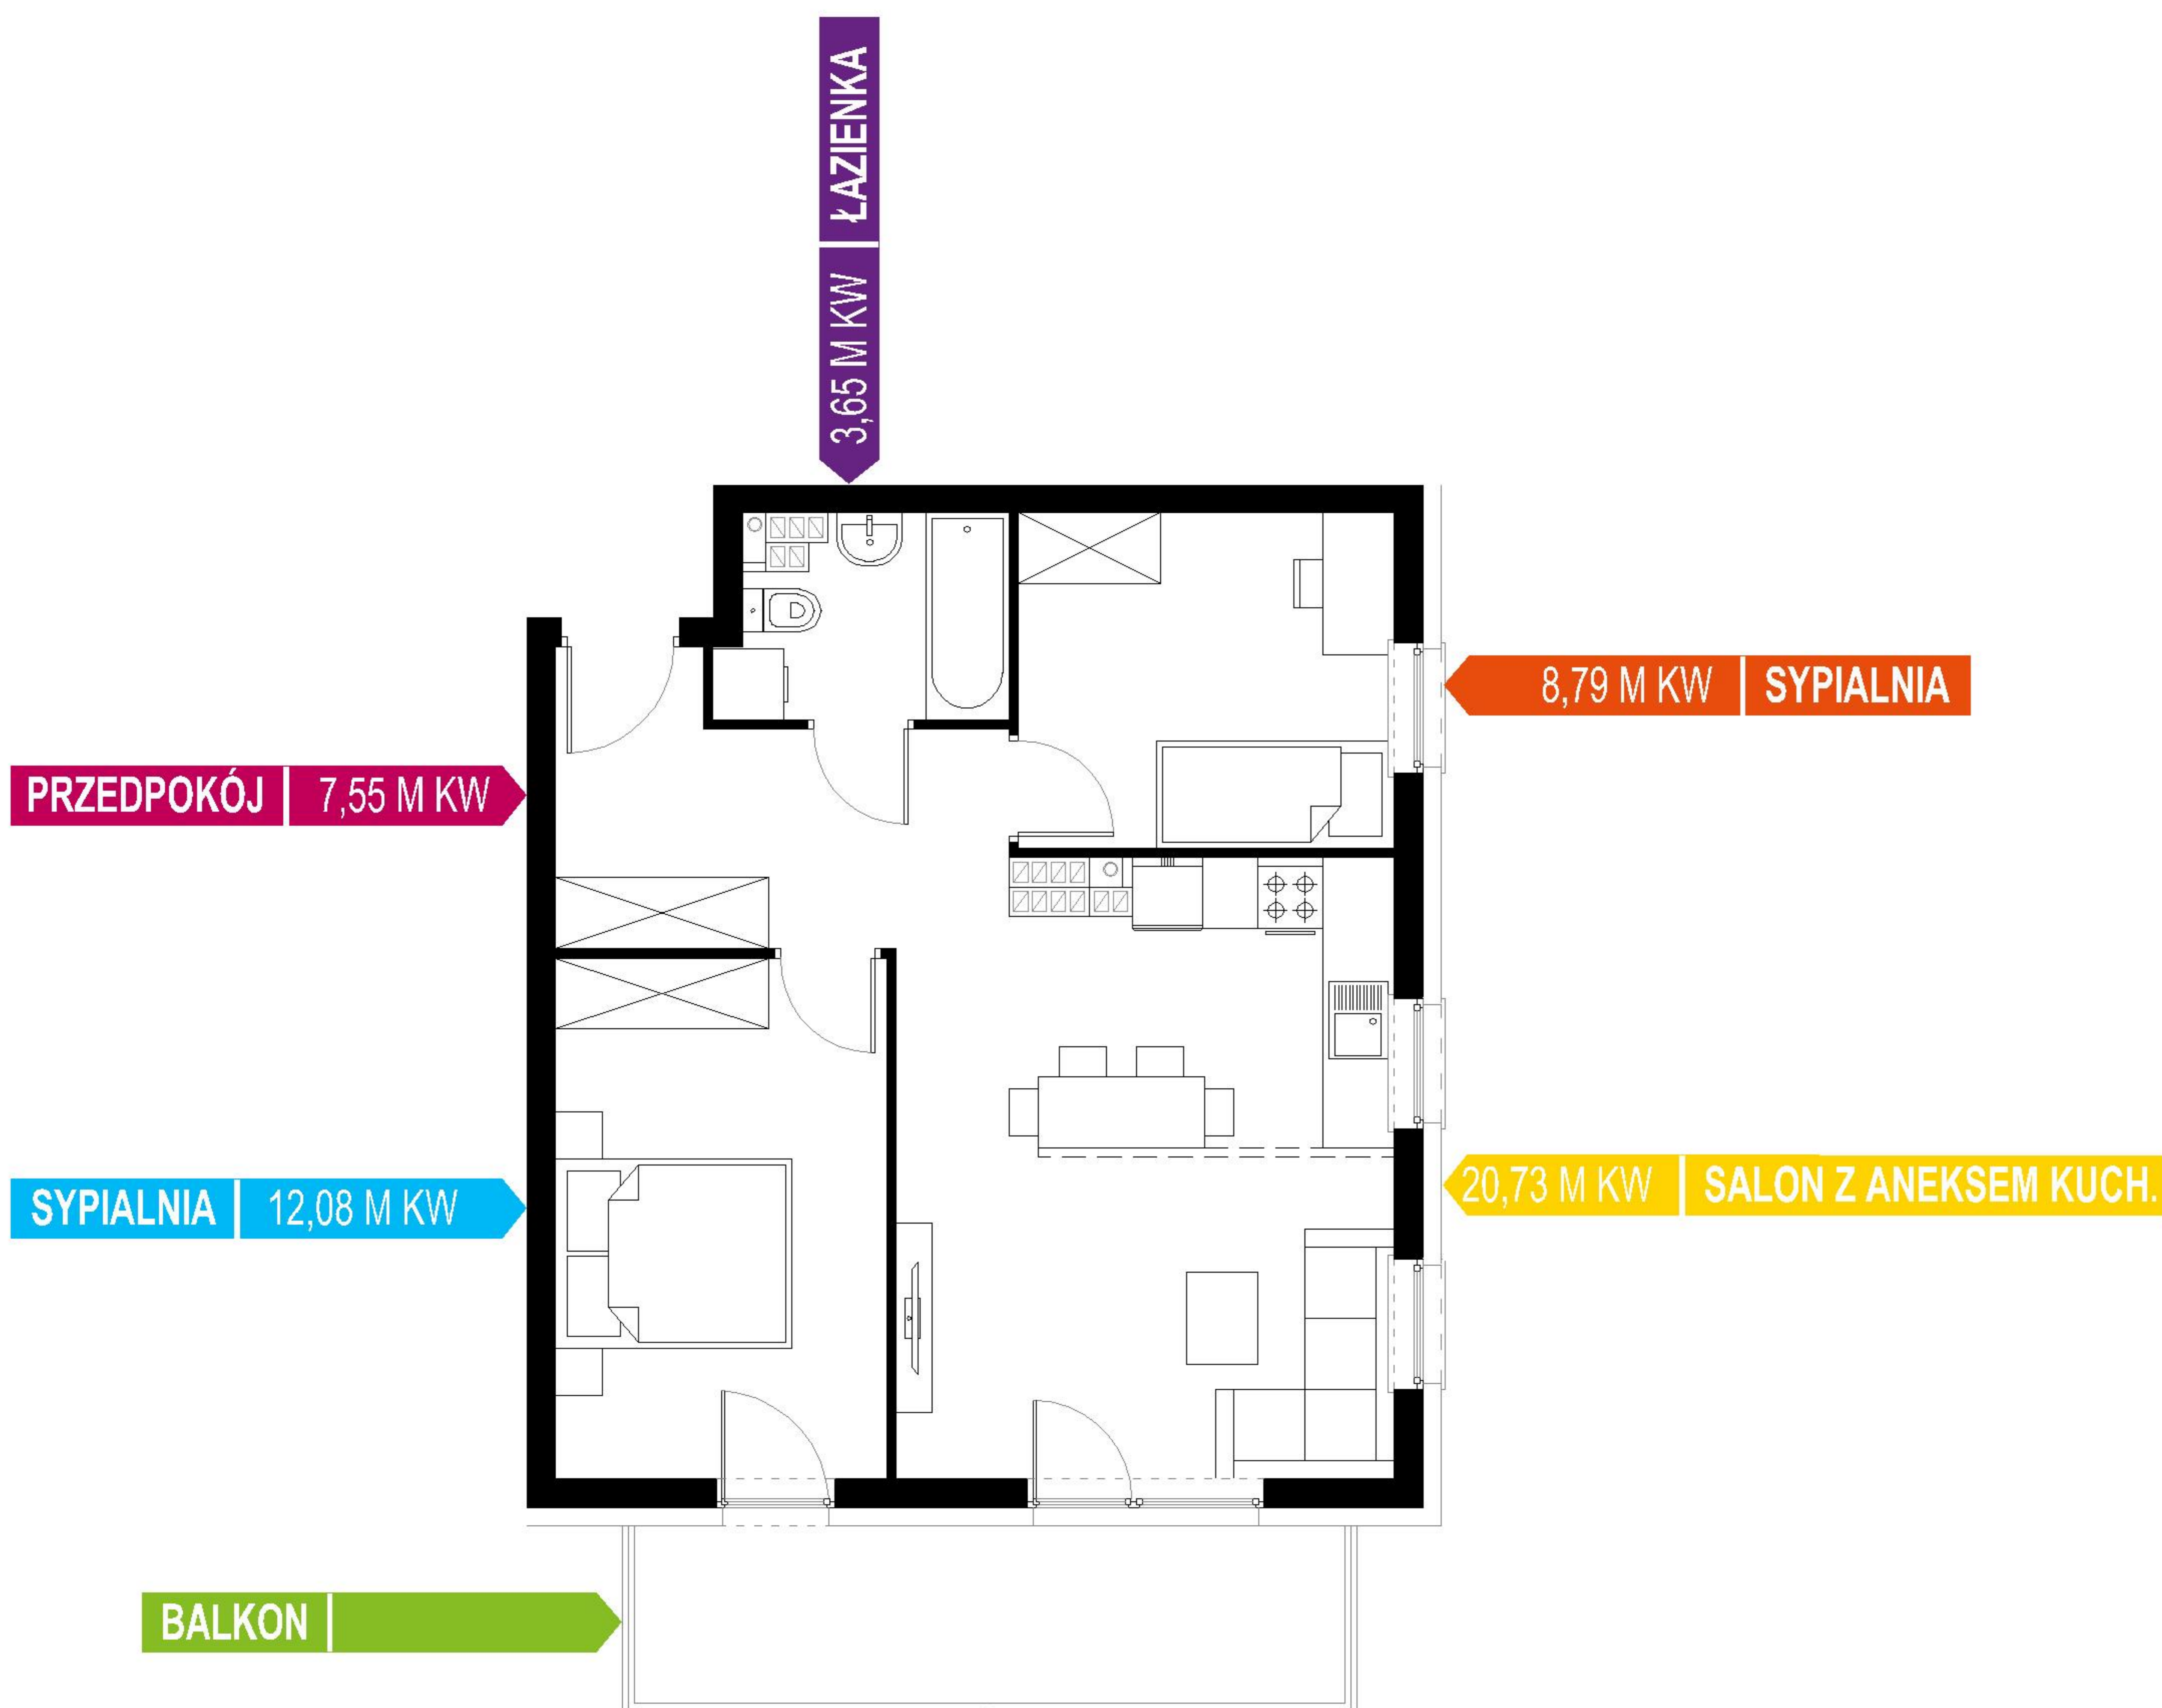 ŁAZIENKA | 3,65 M KW
8,79 M KW | SYPIALNIA
PRZEDPOKÓJ | 7,55 M KW
20,73 M KW | SALON Z ANEKSEM KUCH.
SYPIALNIA | 12,08 M KW
BALKON |